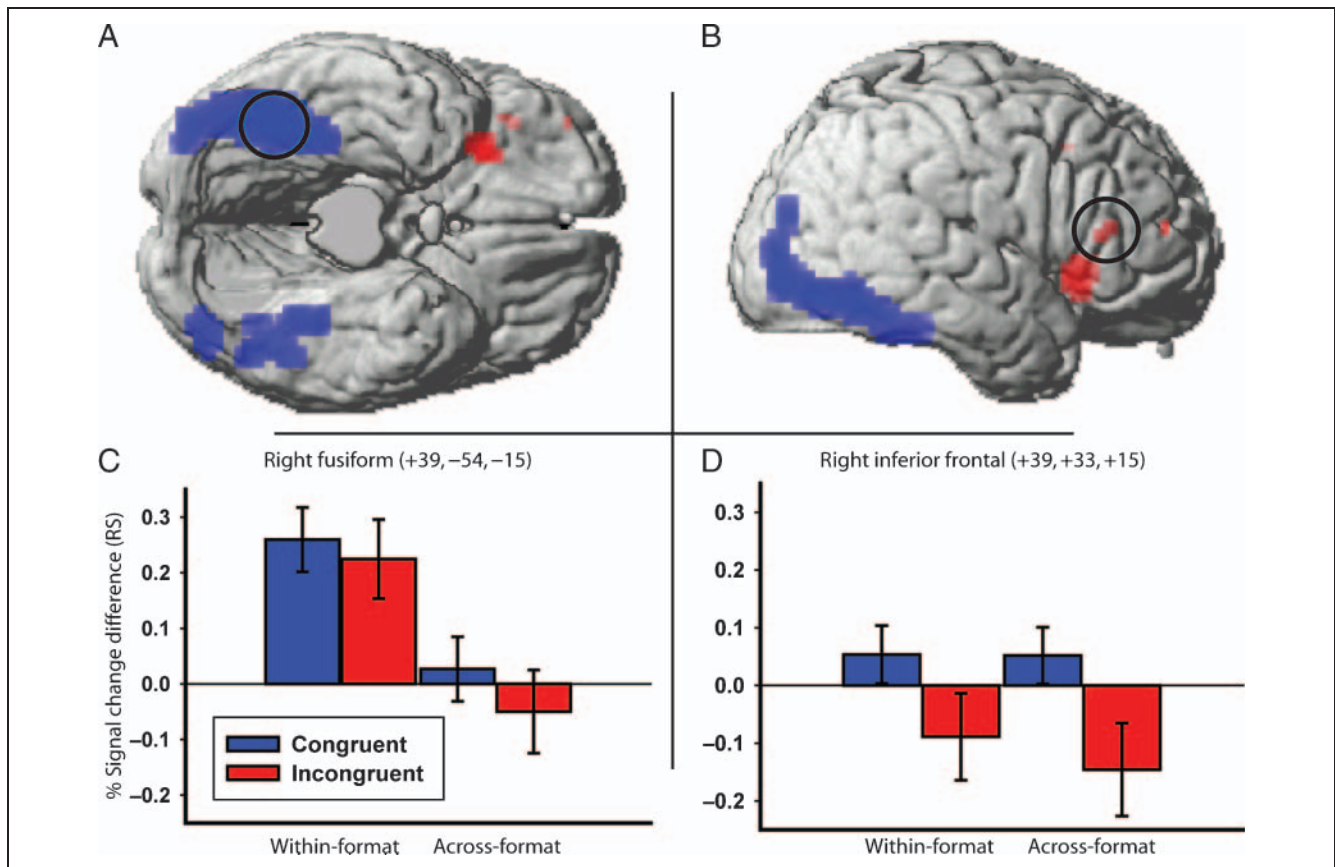 A
B
C
Right fusiform (+39, −54, −15)
% Signal change difference (RS)
0.3
0.2
0.1
0.0
−0.1
−0.2
Congruent
Incongruent
Within-format Across-format
D
Right inferior frontal (+39, +33, +15)
0.3
0.2
0.1
0.0
−0.1
−0.2
Within-format Across-format